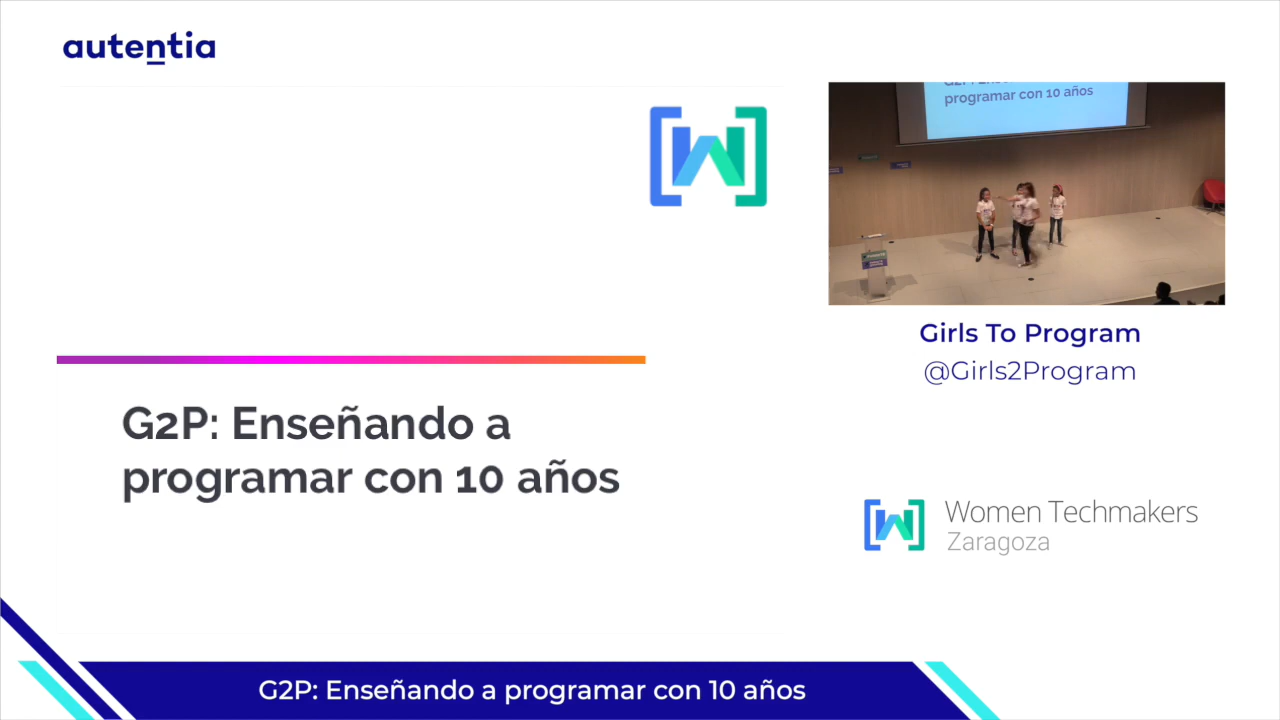 autentia
programar con 10 años
Girls To Program
@Girls2Program
G2P: Enseñando a
programar con 10 años
Women Techmakers
Zaragoza
G2P: Enseñando a programar con 10 años